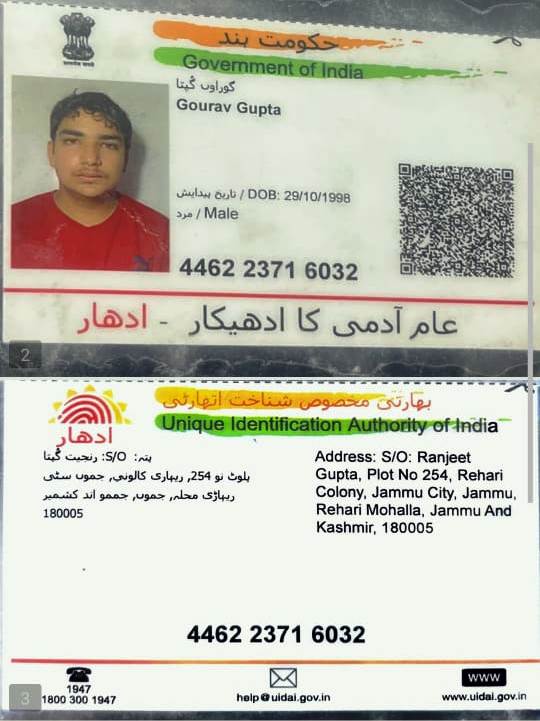 حکومت ہند
Government of India
گوراوں گپتا
Gourav Gupta
تاریخ پیدایش / DOB: 29/10/1998
مرد / Male
4462 2371 6032
عام آدمی کا ادھیکار - ادھار
2
بھارتی مخصوص شناخت اتھارٹی
Unique Identification Authority of India
ادھار
پتہ: S/O: رنجیت گپتا
پلوٹ نو 254, ریہاری کالونی, جموں سٹی
ریہاڑی محلہ, جموں, جممو اند کشمیر
180005
Address: S/O: Ranjeet
Gupta, Plot No 254, Rehari
Colony, Jammu City, Jammu,
Rehari Mohalla, Jammu And
Kashmir, 180005
4462 2371 6032
3
1947
1800 300 1947
help@uidai.gov.in
WWW
www.uidai.gov.in